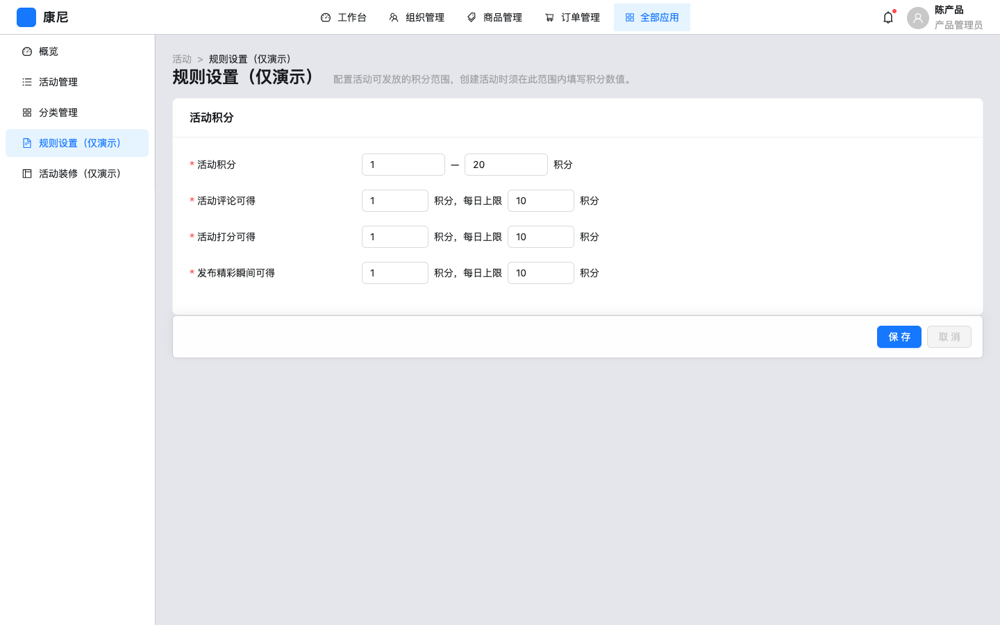 康尼
工作台 组织管理 商品管理 订单管理 全部应用
陈产品
产品管理员
概览
活动管理
分类管理
规则设置（仅演示）
活动装修（仅演示）
活动 > 规则设置（仅演示）
规则设置（仅演示） 配置活动可发放的积分范围，创建活动时须在此范围内填写积分数值。
活动积分
* 活动积分 1 — 20 积分
* 活动评论可得 1 积分，每日上限 10 积分
* 活动打分可得 1 积分，每日上限 10 积分
* 发布精彩瞬间可得 1 积分，每日上限 10 积分
保 存 取 消